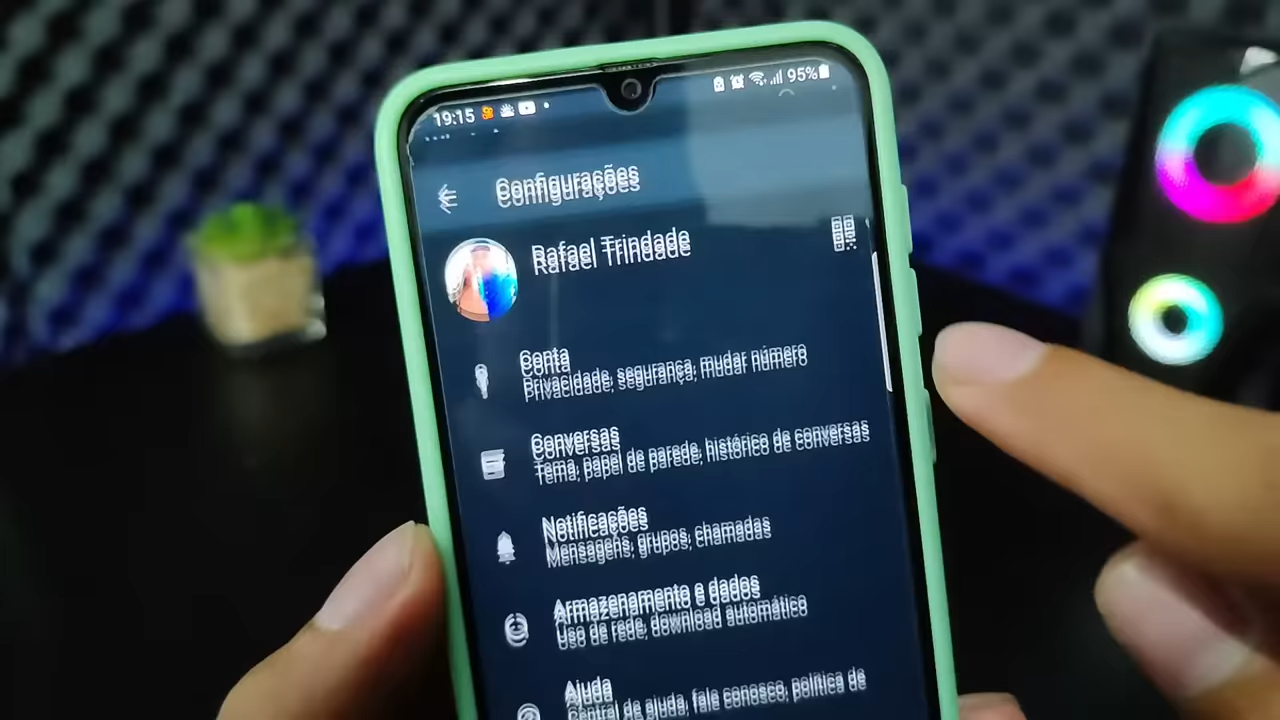 19:15
95%
Configurações
Rafael Trindade
Conta
Privacidade, segurança, mudar número
Conversas
Tema, papel de parede, histórico de conversas
Notificações
Mensagens, grupos, chamadas
Armazenamento e dados
Uso de rede, download automático
Ajuda
Central de ajuda, fale conosco, política de